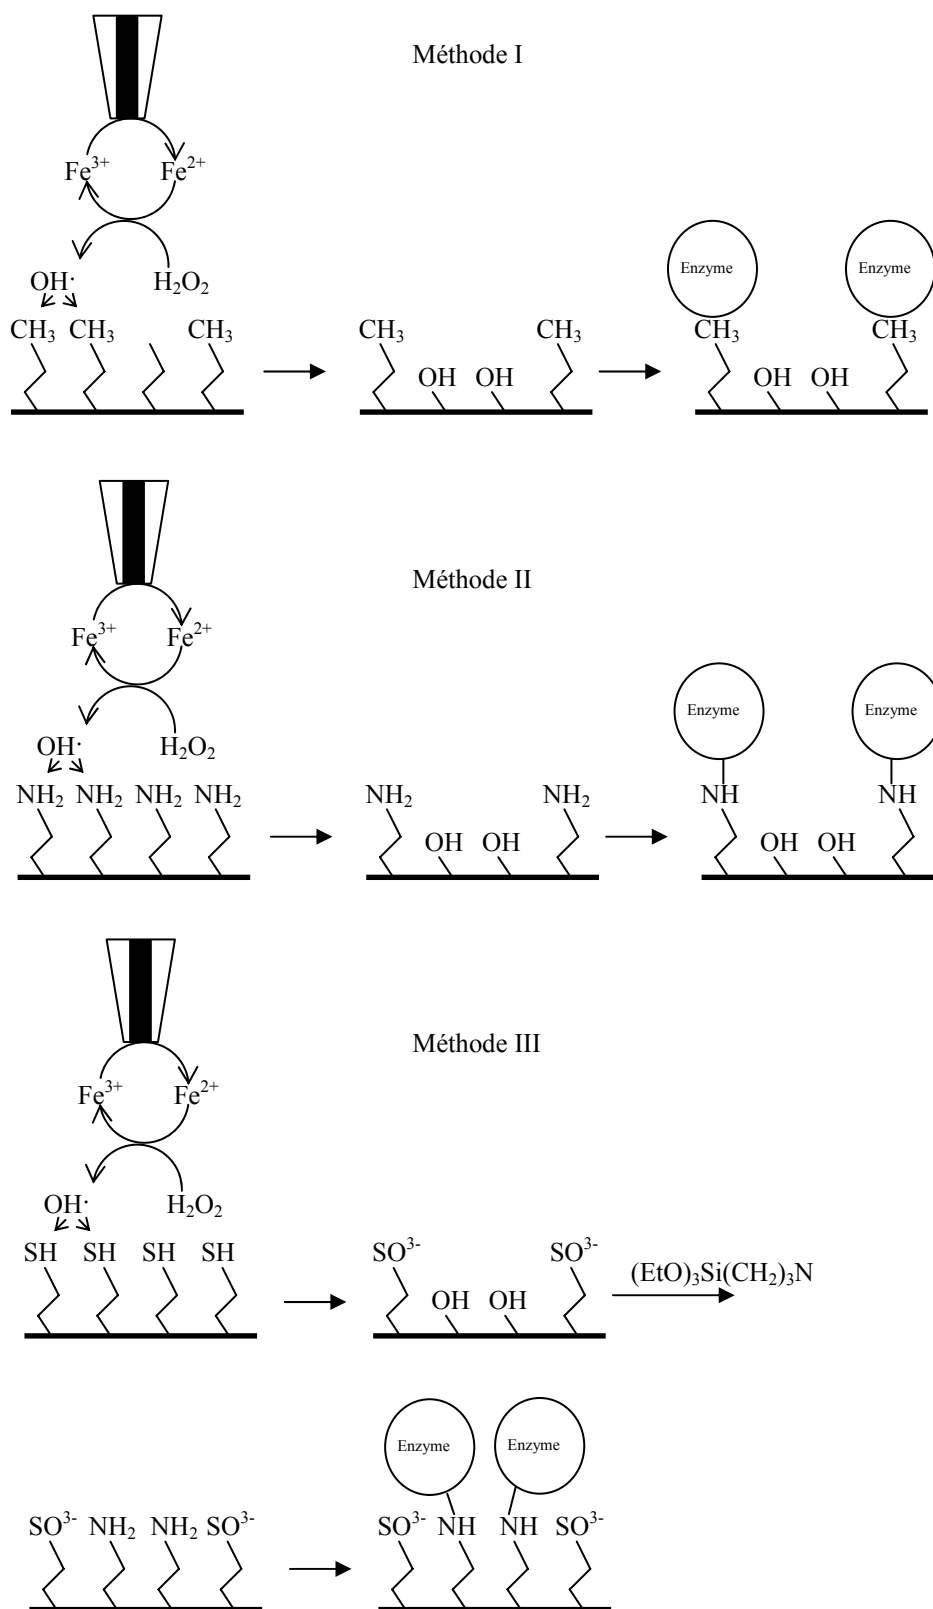 Méthode I
Fe³⁺ Fe²⁺
OH· H₂O₂
CH₃ CH₃ CH₃ CH₃ CH₃ Enzyme CH₃ Enzyme CH₃
OH OH OH OH
Méthode II
Fe³⁺ Fe²⁺
OH· H₂O₂
Enzyme Enzyme
NH₂ NH₂ NH₂ NH₂ NH₂ NH₂ NH NH
OH OH OH OH
Méthode III
Fe³⁺ Fe²⁺
OH· H₂O₂
SH SH SH SH SO³⁻ SO³⁻ (EtO)₃Si(CH₂)₃N
OH OH
Enzyme Enzyme
SO³⁻ NH₂ NH₂ SO³⁻ SO³⁻ NH NH SO³⁻